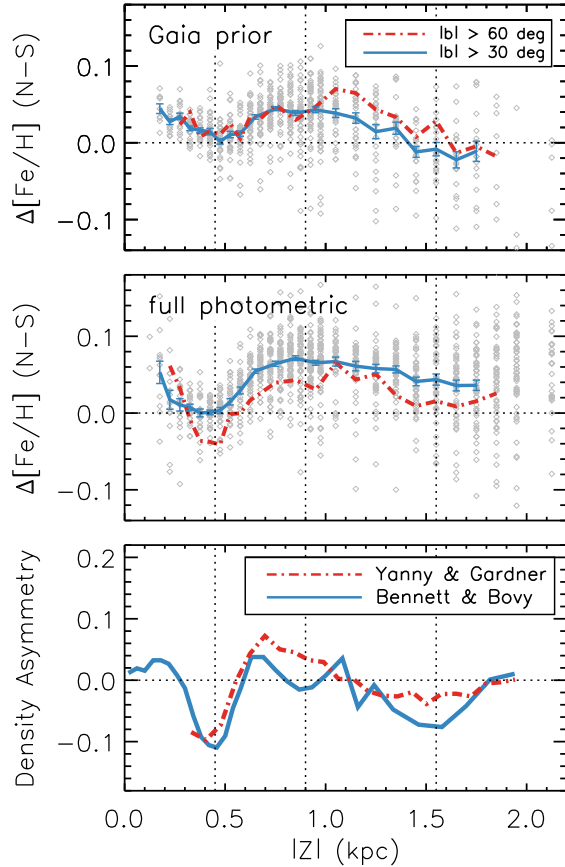 Gaia prior
|b| > 60 deg
|b| > 30 deg
Δ[Fe/H] (N−S)
0.1
0.0
−0.1
full photometric
Δ[Fe/H] (N−S)
0.1
0.0
−0.1
Yanny & Gardner
Bennett & Bovy
Density Asymmetry
0.2
0.1
0.0
−0.1
0.0 0.5 1.0 1.5 2.0
|Z| (kpc)